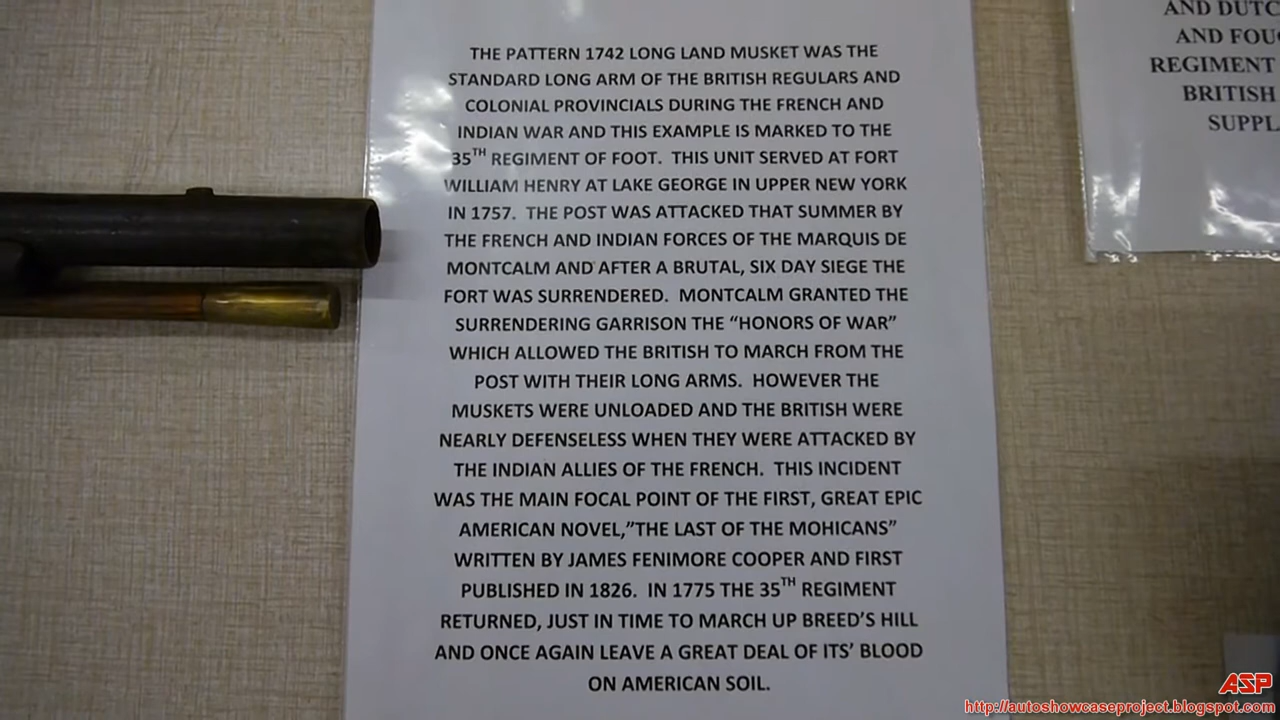 THE PATTERN 1742 LONG LAND MUSKET WAS THE
STANDARD LONG ARM OF THE BRITISH REGULARS AND
COLONIAL PROVINCIALS DURING THE FRENCH AND
INDIAN WAR AND THIS EXAMPLE IS MARKED TO THE
35TH REGIMENT OF FOOT. THIS UNIT SERVED AT FORT
WILLIAM HENRY AT LAKE GEORGE IN UPPER NEW YORK
IN 1757. THE POST WAS ATTACKED THAT SUMMER BY
THE FRENCH AND INDIAN FORCES OF THE MARQUIS DE
MONTCALM AND AFTER A BRUTAL, SIX DAY SIEGE THE
FORT WAS SURRENDERED. MONTCALM GRANTED THE
SURRENDERING GARRISON THE “HONORS OF WAR”
WHICH ALLOWED THE BRITISH TO MARCH FROM THE
POST WITH THEIR LONG ARMS. HOWEVER THE
MUSKETS WERE UNLOADED AND THE BRITISH WERE
NEARLY DEFENSELESS WHEN THEY WERE ATTACKED BY
THE INDIAN ALLIES OF THE FRENCH. THIS INCIDENT
WAS THE MAIN FOCAL POINT OF THE FIRST, GREAT EPIC
AMERICAN NOVEL,”THE LAST OF THE MOHICANS”
WRITTEN BY JAMES FENIMORE COOPER AND FIRST
PUBLISHED IN 1826. IN 1775 THE 35TH REGIMENT
RETURNED, JUST IN TIME TO MARCH UP BREED’S HILL
AND ONCE AGAIN LEAVE A GREAT DEAL OF ITS’ BLOOD
ON AMERICAN SOIL.
AND
AND
REGIMENT
BRITISH
ASP
http://autoshowcaseproject.blogspot.com